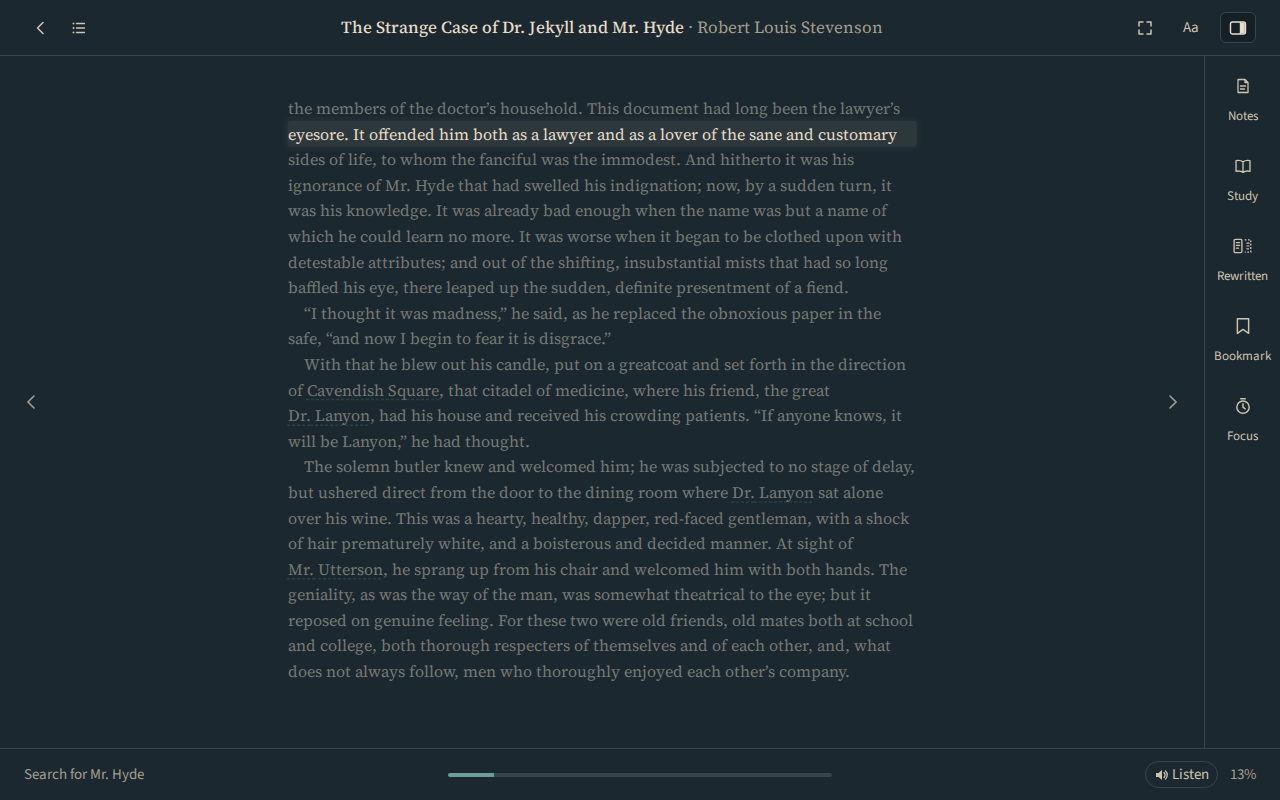 The Strange Case of Dr. Jekyll and Mr. Hyde · Robert Louis Stevenson
Aa
the members of the doctor’s household. This document had long been the lawyer’s
eyesore. It offended him both as a lawyer and as a lover of the sane and customary
sides of life, to whom the fanciful was the immodest. And hitherto it was his
ignorance of Mr. Hyde that had swelled his indignation; now, by a sudden turn, it
was his knowledge. It was already bad enough when the name was but a name of
which he could learn no more. It was worse when it began to be clothed upon with
detestable attributes; and out of the shifting, insubstantial mists that had so long
baffled his eye, there leaped up the sudden, definite presentment of a fiend.
“I thought it was madness,” he said, as he replaced the obnoxious paper in the
safe, “and now I begin to fear it is disgrace.”
With that he blew out his candle, put on a greatcoat and set forth in the direction
of Cavendish Square, that citadel of medicine, where his friend, the great
Dr. Lanyon, had his house and received his crowding patients. “If anyone knows, it
will be Lanyon,” he had thought.
The solemn butler knew and welcomed him; he was subjected to no stage of delay,
but ushered direct from the door to the dining room where Dr. Lanyon sat alone
over his wine. This was a hearty, healthy, dapper, red-faced gentleman, with a shock
of hair prematurely white, and a boisterous and decided manner. At sight of
Mr. Utterson, he sprang up from his chair and welcomed him with both hands. The
geniality, as was the way of the man, was somewhat theatrical to the eye; but it
reposed on genuine feeling. For these two were old friends, old mates both at school
and college, both thorough respecters of themselves and of each other, and, what
does not always follow, men who thoroughly enjoyed each other’s company.
Notes
Study
Rewritten
Bookmark
Focus
Search for Mr. Hyde
Listen
13%